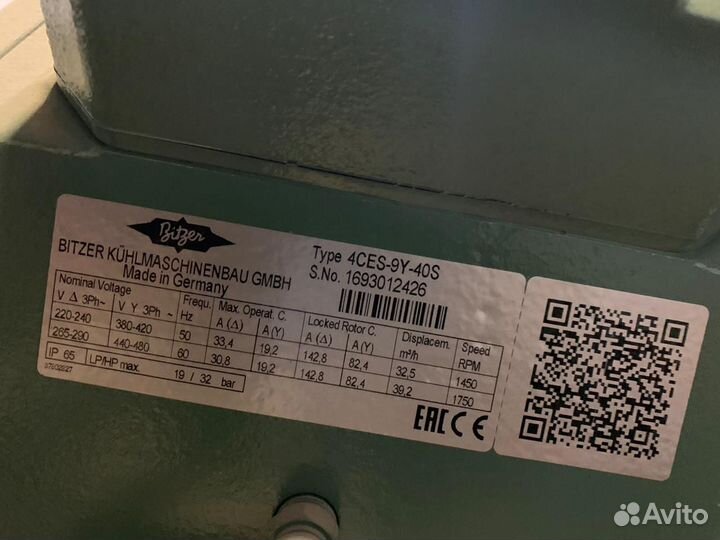 Bitzer
BITZER KÜHLMASCHINENBAU GMBH
Made in Germany
Type 4CES-9Y-40S
S.No. 1693012426
Nominal Voltage Frequ. Max. Operat. C. Locked Rotor C. Displacem. Speed
V Δ 3Ph~ V Y 3Ph ~ Hz A (Δ) A (Y) A (Δ) A (Y) m³/h RPM
220-240 380-420 50 33,4 19,2 142,8 82,4 32,5 1450
265-290 440-480 60 30,8 19,2 142,8 82,4 39,2 1750
IP 65 LP/HP max. 19 / 32 bar
EAC CE
Avito